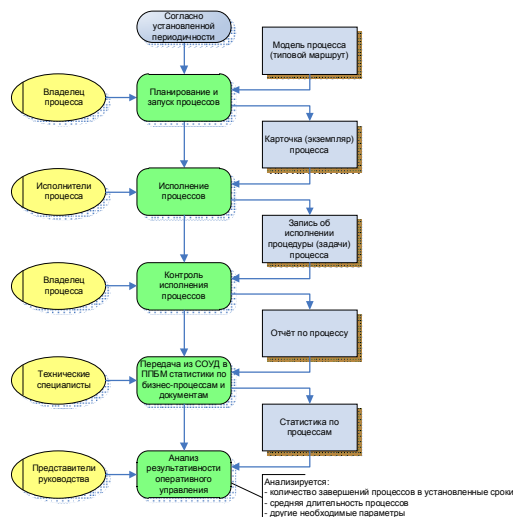 Согласно
установленной
периодичности
Модель процесса
(типовой маршрут)
Владелец
процесса
Планирование и
запуск процессов
Карточка (экземпляр)
процесса
Исполнители
процесса
Исполнение
процессов
Запись об
исполнении
процедуры (задачи)
процесса
Владелец
процесса
Контроль
исполнения
процессов
Отчёт по процессу
Технические
специалисты
Передача из СОУД в
ППБМ статистики по
бизнес-процессам и
документам
Статистика по
процессам
Представители
руководства
Анализ
результативности
оперативного
управления
Анализируется:
- количество завершений процессов в установленные сроки
- средняя длительность процессов
- другие необходимые параметры